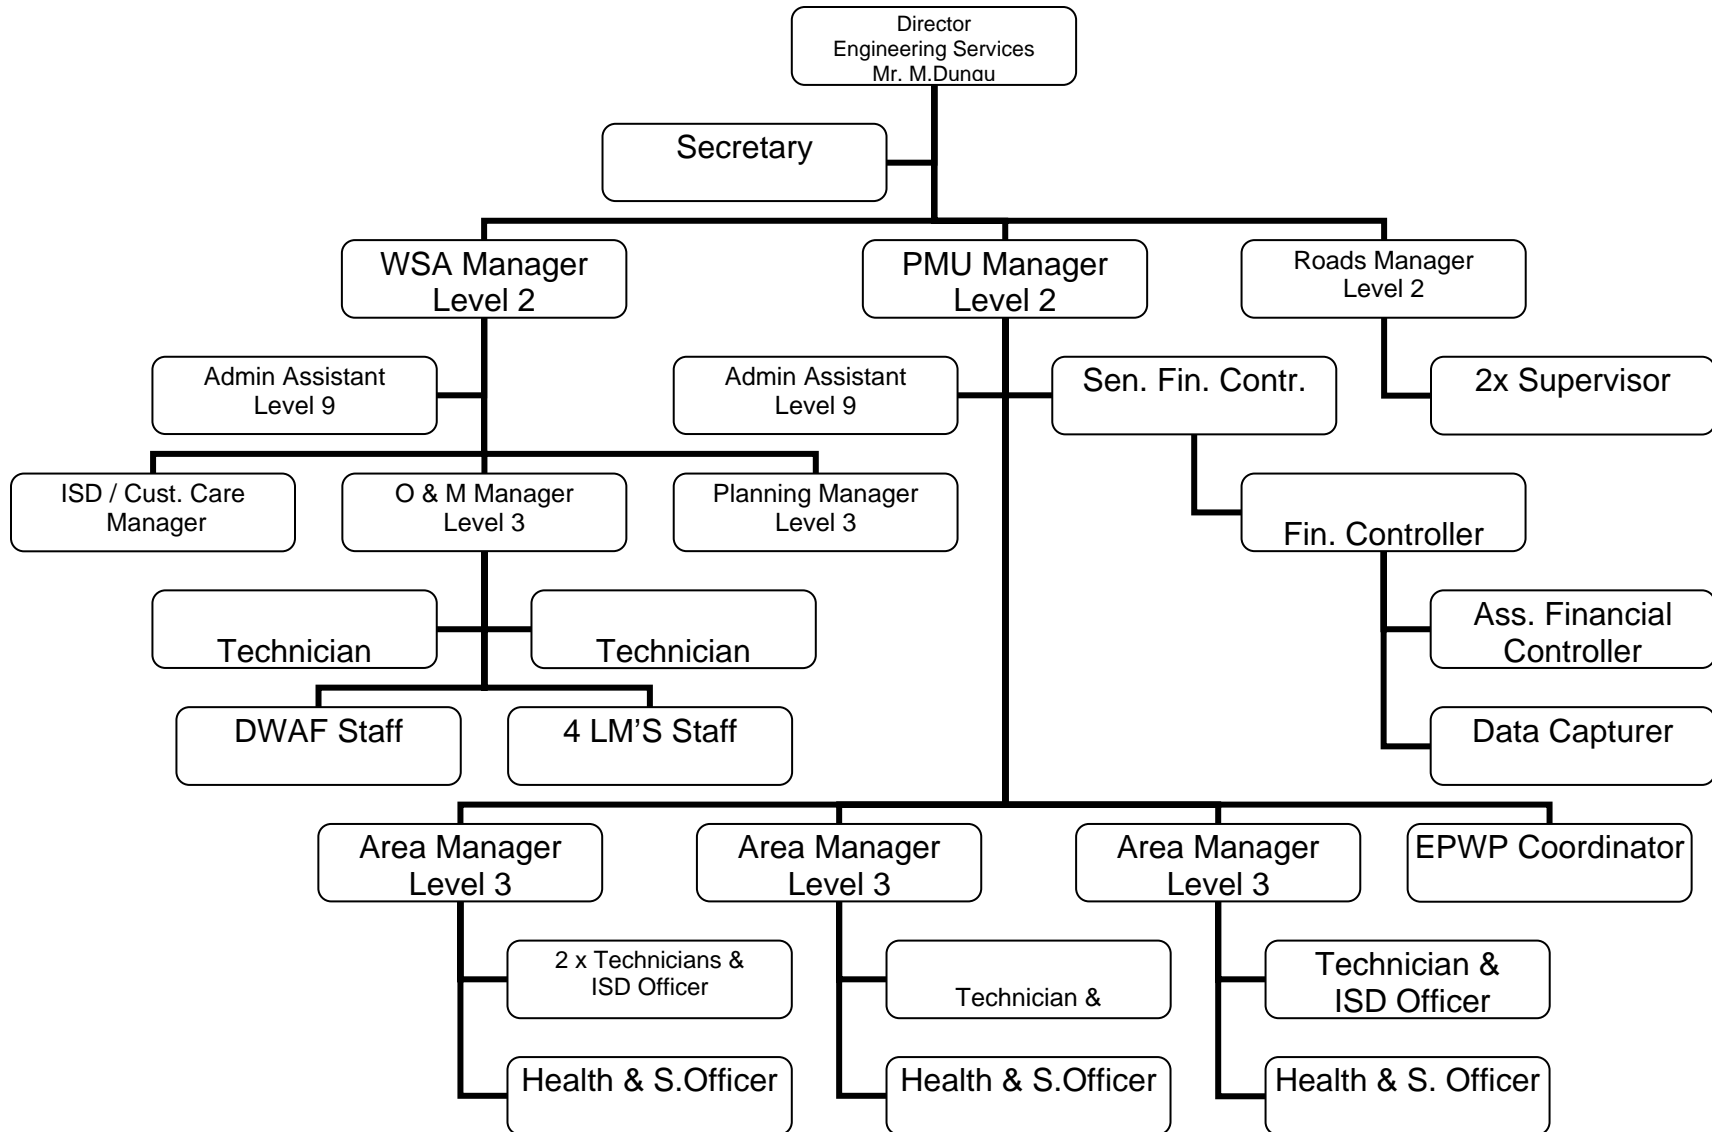 Director
Engineering Services
Mr. M.Dungu
Secretary
WSA Manager
Level 2
PMU Manager
Level 2
Roads Manager
Level 2
Admin Assistant
Level 9
Admin Assistant
Level 9
Sen. Fin. Contr.
2x Supervisor
ISD / Cust. Care
Manager
O & M Manager
Level 3
Planning Manager
Level 3
Fin. Controller
Technician
Technician
Ass. Financial
Controller
DWAF Staff
4 LM’S Staff
Data Capturer
Area Manager
Level 3
Area Manager
Level 3
Area Manager
Level 3
EPWP Coordinator
2 x Technicians &
ISD Officer
Technician &
Technician &
ISD Officer
Health & S.Officer
Health & S.Officer
Health & S. Officer